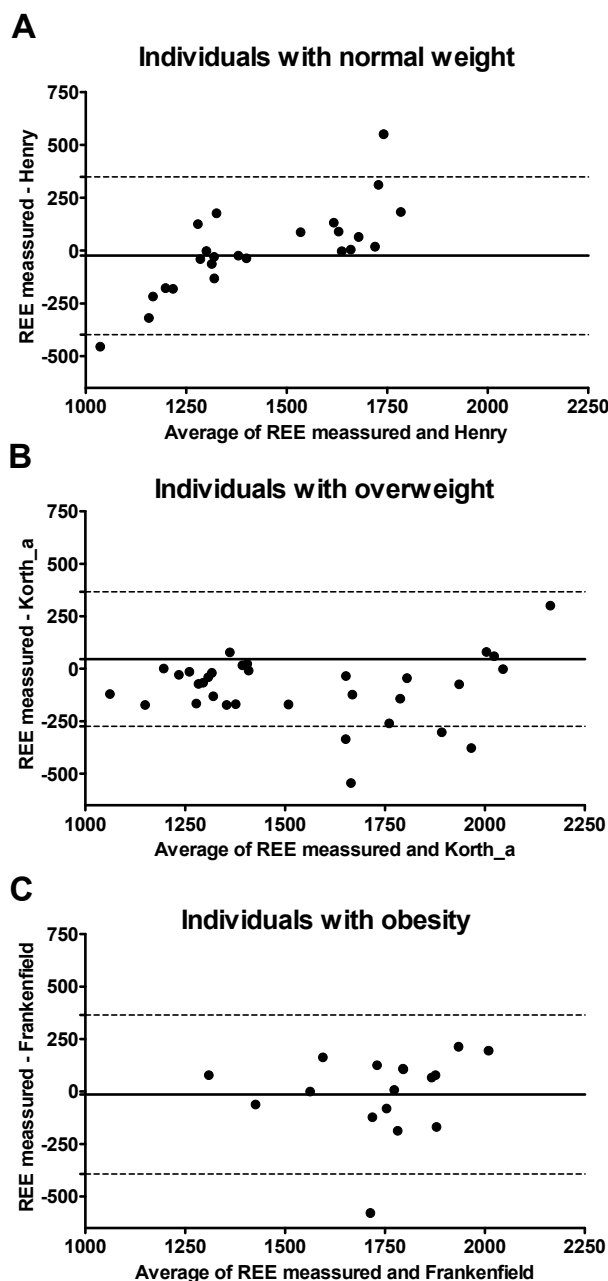 A
Individuals with normal weight
REE meassured - Henry
750
500
250
0
-250
-500
1000 1250 1500 1750 2000 2250
Average of REE meassured and Henry
B
Individuals with overweight
REE meassured - Korth_a
750
500
250
0
-250
-500
1000 1250 1500 1750 2000 2250
Average of REE meassured and Korth_a
C
Individuals with obesity
REE meassured - Frankenfield
750
500
250
0
-250
-500
1000 1250 1500 1750 2000 2250
Average of REE meassured and Frankenfield